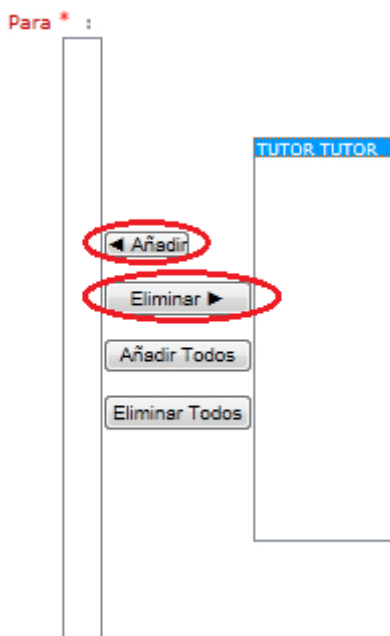 Para * :
TUTOR TUTOR
◄ Añadir
Eliminar ►
Añadir Todos
Eliminar Todos